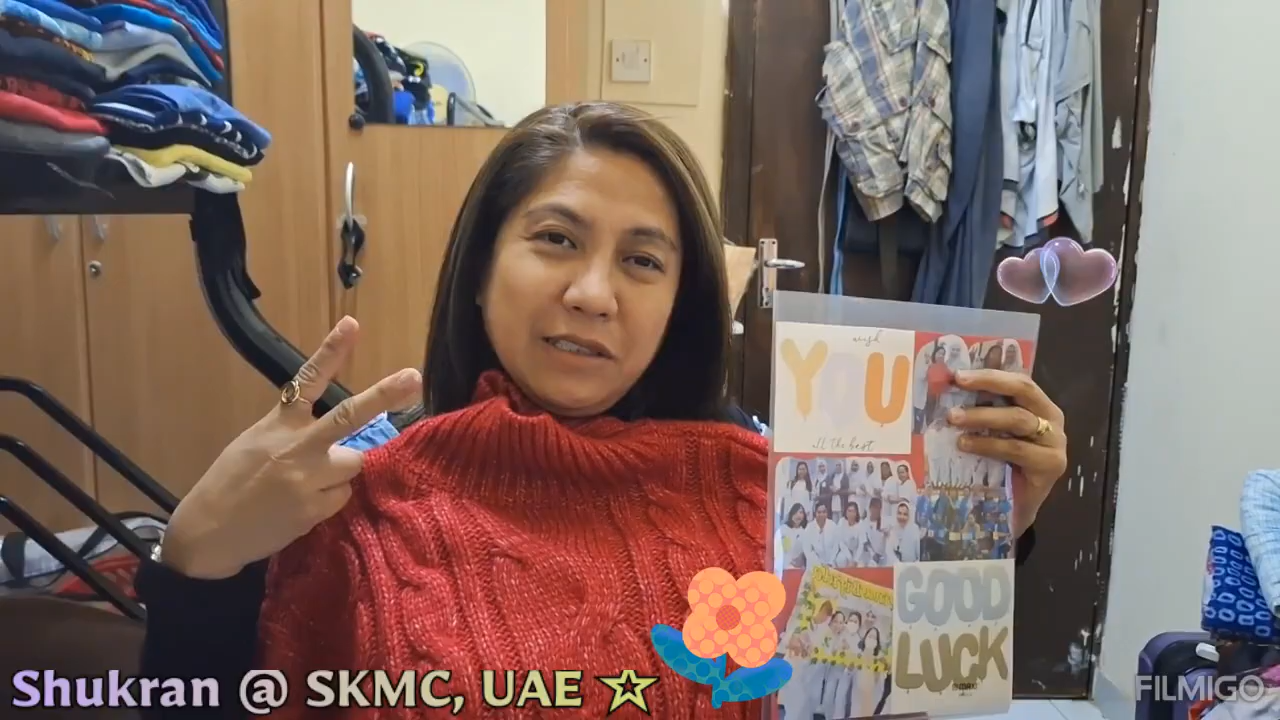 wish
YOU
all the best
GOOD
LUCK
Shukran @ SKMC, UAE ☆
FILMIGO